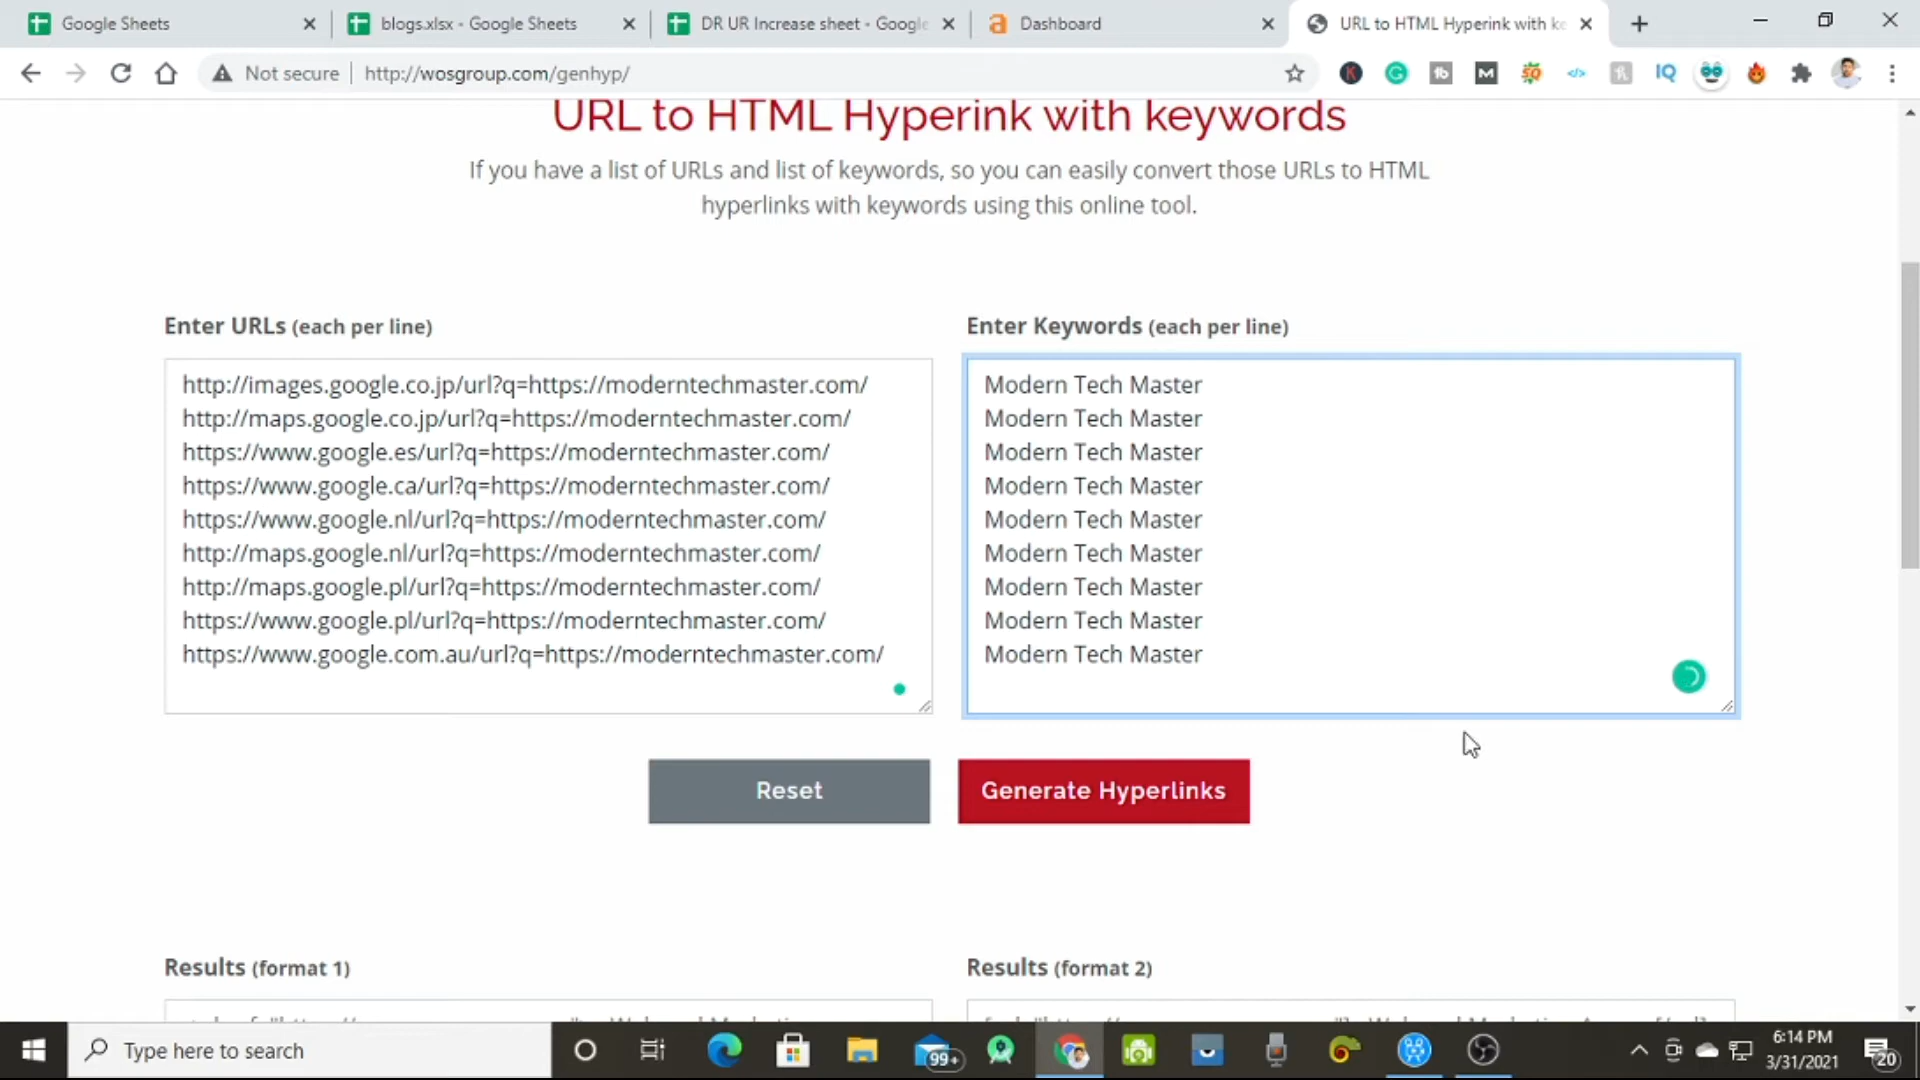 Google Sheets
blogs.xlsx - Google Sheets
DR UR Increase sheet - Google
Dashboard
URL to HTML Hyperink with ke
Not secure
http://wosgroup.com/genhyp/
IQ
URL to HTML Hyperink with keywords
If you have a list of URLs and list of keywords, so you can easily convert those URLs to HTML
hyperlinks with keywords using this online tool.
Enter URLs (each per line)
http://images.google.co.jp/url?q=https://moderntechmaster.com/
http://maps.google.co.jp/url?q=https://moderntechmaster.com/
https://www.google.es/url?q=https://moderntechmaster.com/
https://www.google.ca/url?q=https://moderntechmaster.com/
https://www.google.nl/url?q=https://moderntechmaster.com/
http://maps.google.nl/url?q=https://moderntechmaster.com/
http://maps.google.pl/url?q=https://moderntechmaster.com/
https://www.google.pl/url?q=https://moderntechmaster.com/
https://www.google.com.au/url?q=https://moderntechmaster.com/
Enter Keywords (each per line)
Modern Tech Master
Modern Tech Master
Modern Tech Master
Modern Tech Master
Modern Tech Master
Modern Tech Master
Modern Tech Master
Modern Tech Master
Modern Tech Master
Reset
Generate Hyperlinks
Results (format 1)
Results (format 2)
Type here to search
99+
6:14 PM
3/31/2021
20